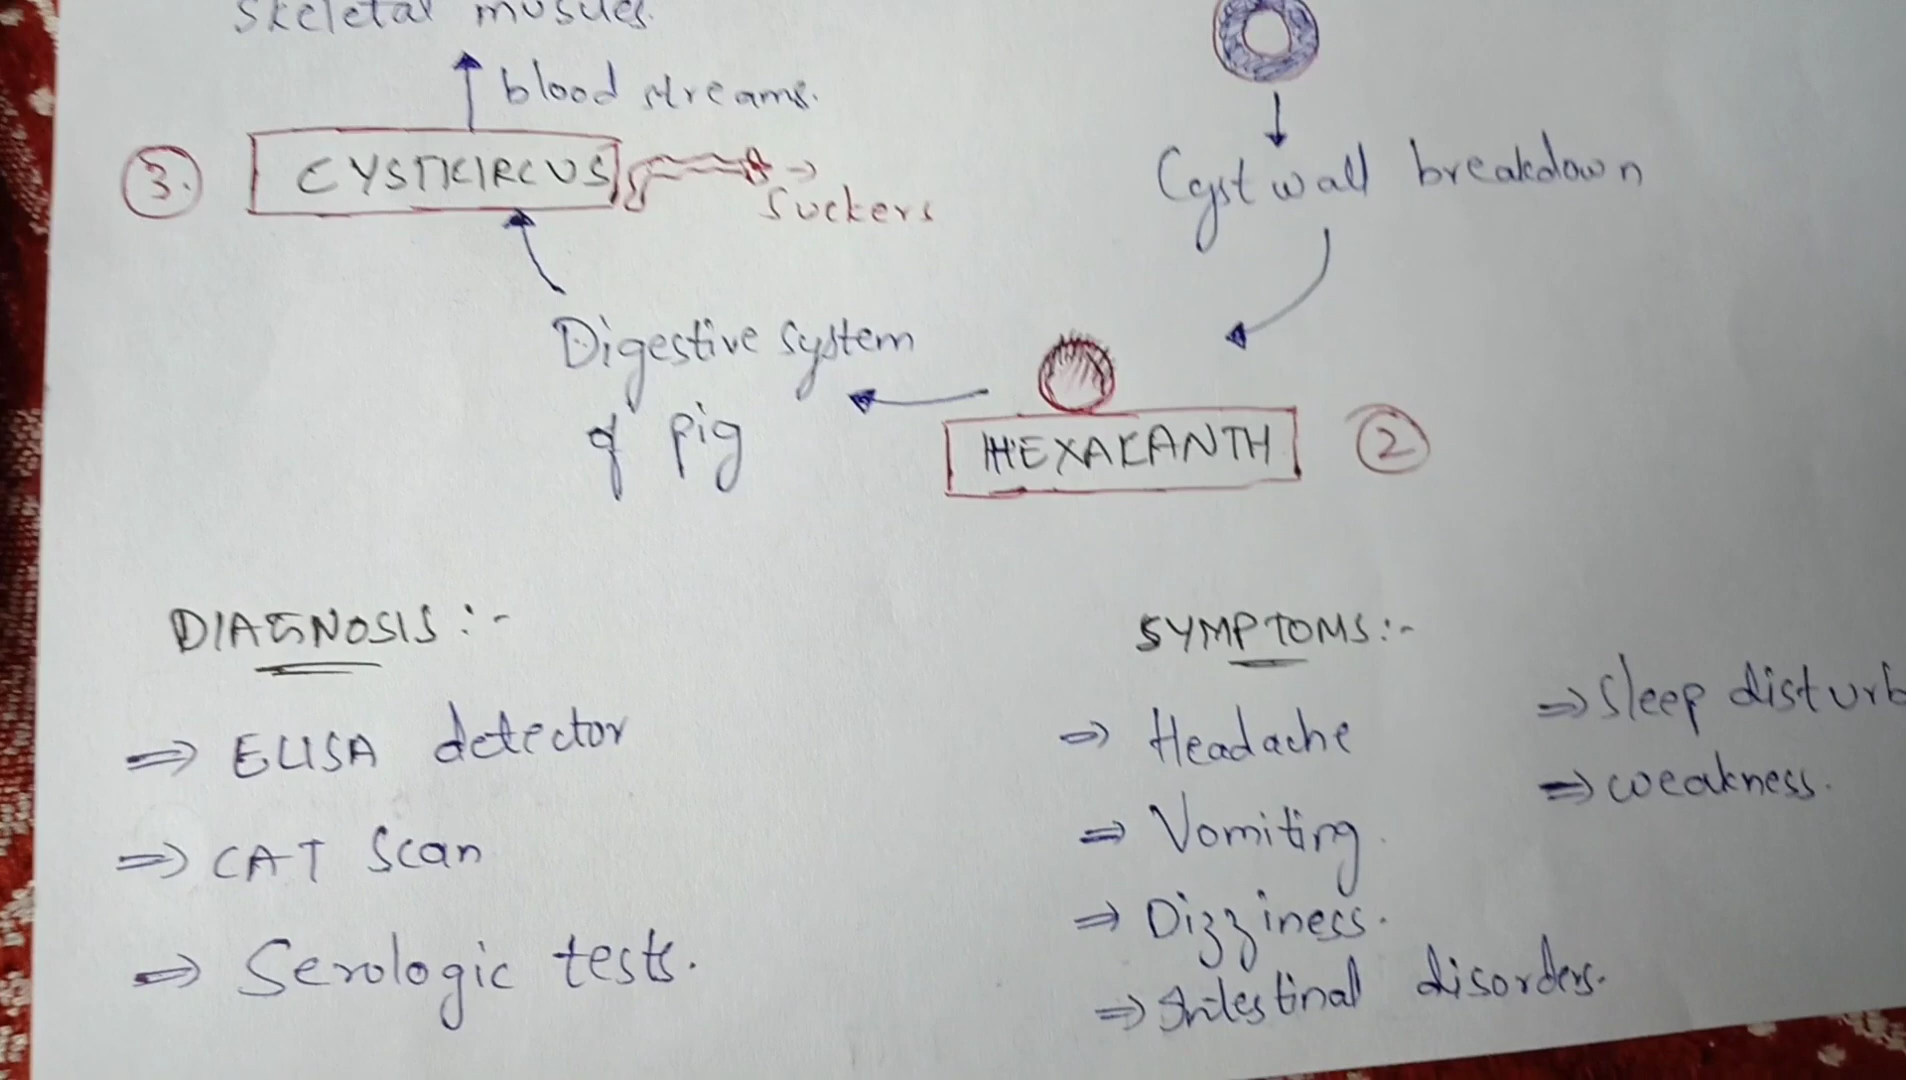 Skeletal muscles.
blood streams.
3. CYSTICIRCUS
Suckers
Cyst wall breakdown
Digestive system
of pig
HEXAKANTH 2
DIAGNOSIS :-
=> ELISA detector
=> CAT Scan
=> Serologic tests.
SYMPTOMS :-
=> Headache
=> Vomiting
=> Dizziness.
=> Intestinal disorders.
=> Sleep disturb
=> weakness.